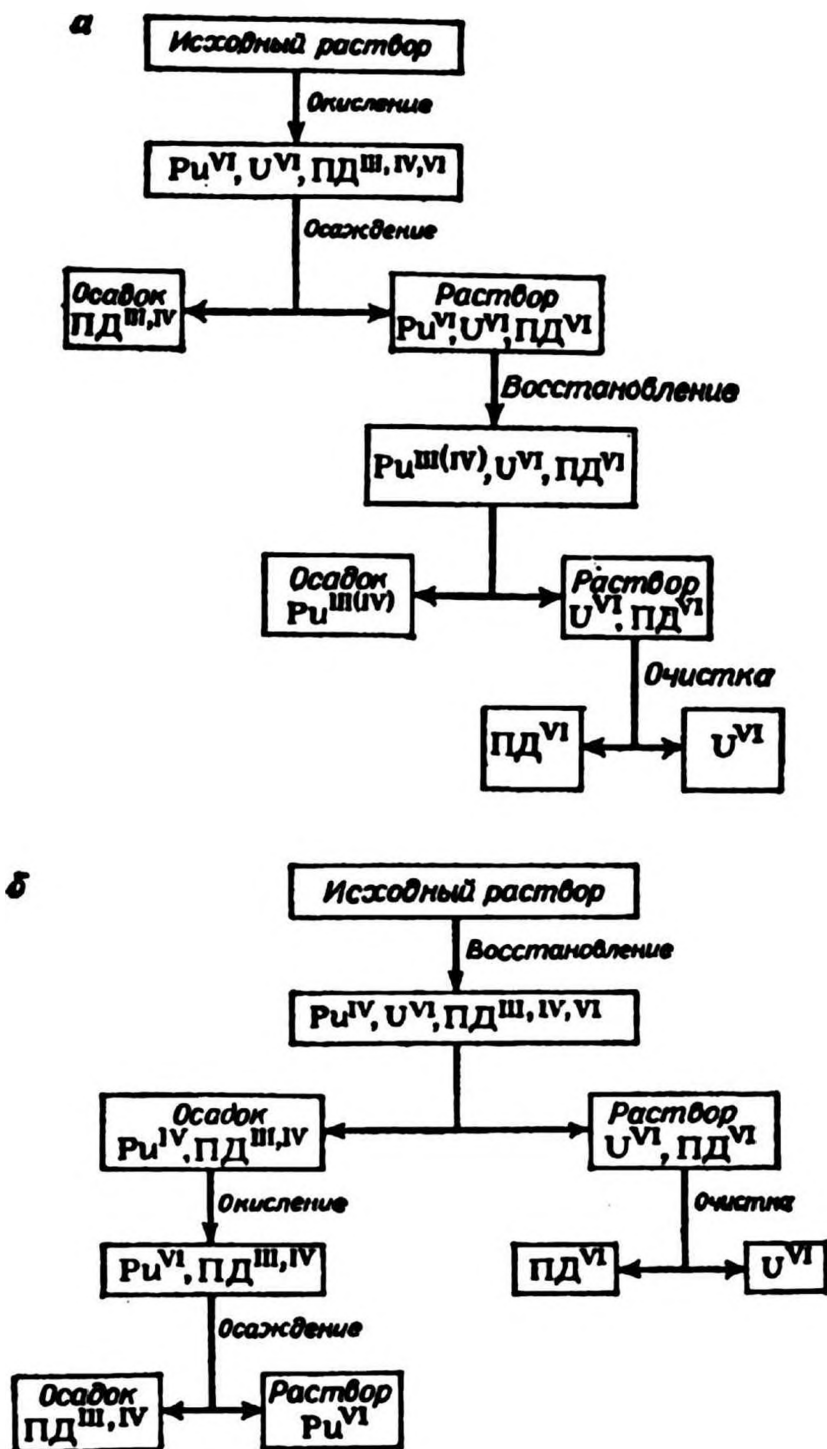 а
Исходный раствор
Окисление
Pu^VI, U^VI, ПД^III, IV, VI
Осаждение
Осадок
ПД^III, IV
Раствор
Pu^VI, U^VI, ПД^VI
Восстановление
Pu^III(IV), U^VI, ПД^VI
Осадок
Pu^III(IV)
Раствор
U^VI, ПД^VI
Очистка
ПД^VI
U^VI
б
Исходный раствор
Восстановление
Pu^IV, U^VI, ПД^III, IV, VI
Осадок
Pu^IV, ПД^III, IV
Раствор
U^VI, ПД^VI
Окисление
Очистка
Pu^VI, ПД^III, IV
ПД^VI
U^VI
Осаждение
Осадок
ПД^III, IV
Раствор
Pu^VI